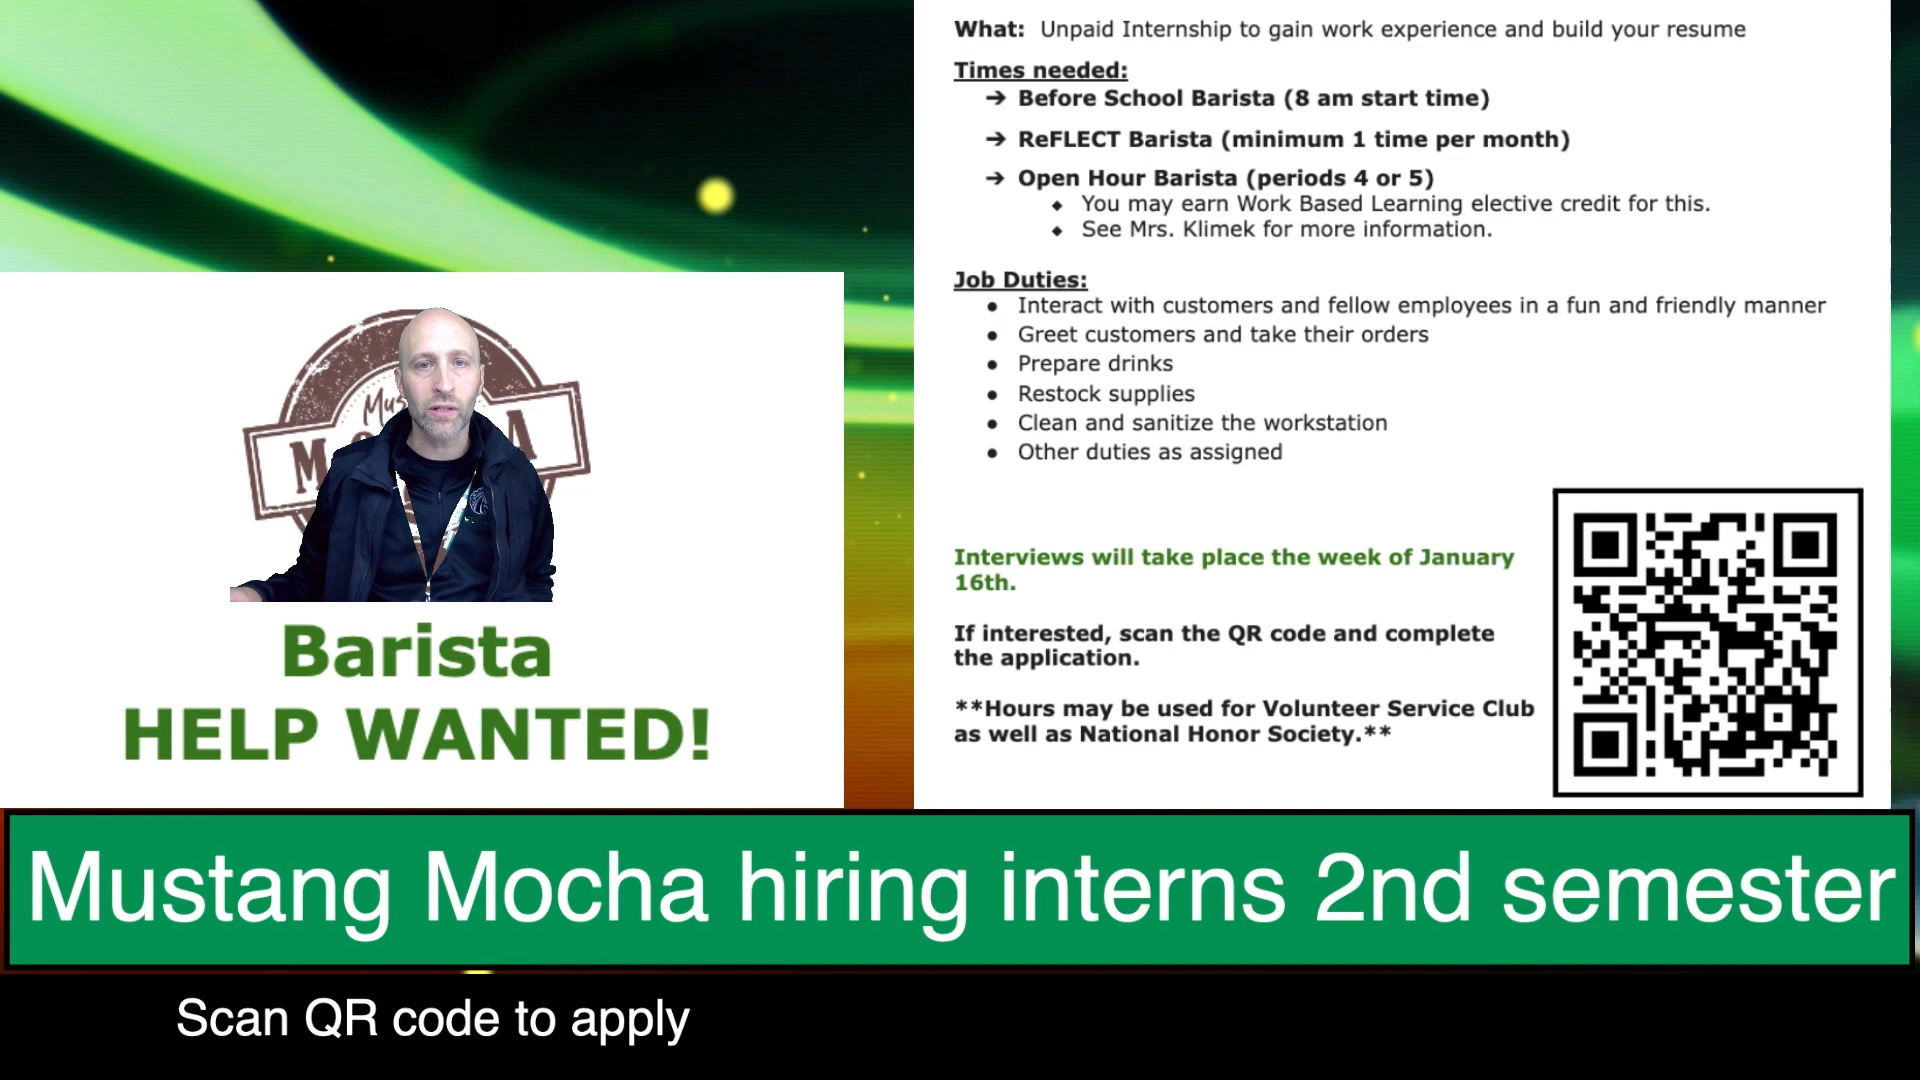 What: Unpaid Internship to gain work experience and build your resume
Times needed:
➔ Before School Barista (8 am start time)
➔ ReFLECT Barista (minimum 1 time per month)
➔ Open Hour Barista (periods 4 or 5)
◆ You may earn Work Based Learning elective credit for this.
◆ See Mrs. Klimek for more information.
Job Duties:
● Interact with customers and fellow employees in a fun and friendly manner
● Greet customers and take their orders
● Prepare drinks
● Restock supplies
● Clean and sanitize the workstation
● Other duties as assigned
Interviews will take place the week of January
16th.
If interested, scan the QR code and complete
the application.
**Hours may be used for Volunteer Service Club
as well as National Honor Society.**
Barista
HELP WANTED!
Mustang Mocha hiring interns 2nd semester
Scan QR code to apply